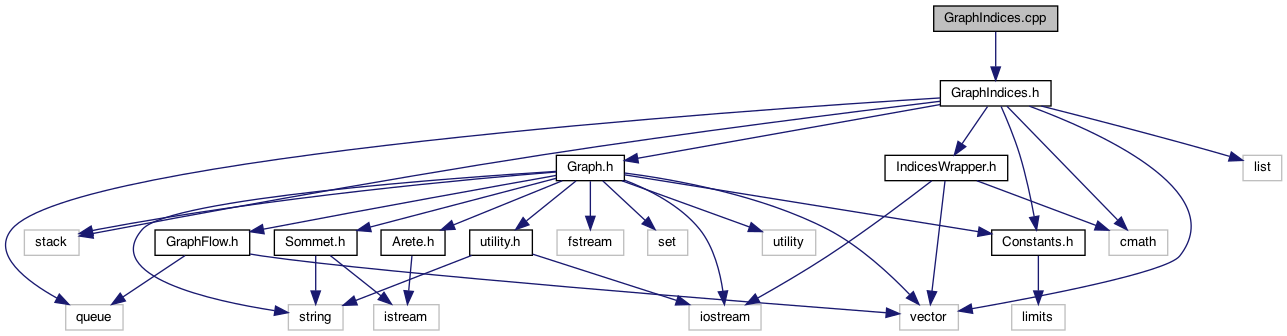 GraphIndices.cpp
GraphIndices.h
Graph.h
IndicesWrapper.h
list
stack
GraphFlow.h
Sommet.h
Arete.h
utility.h
fstream
set
utility
Constants.h
cmath
queue
string
istream
iostream
vector
limits